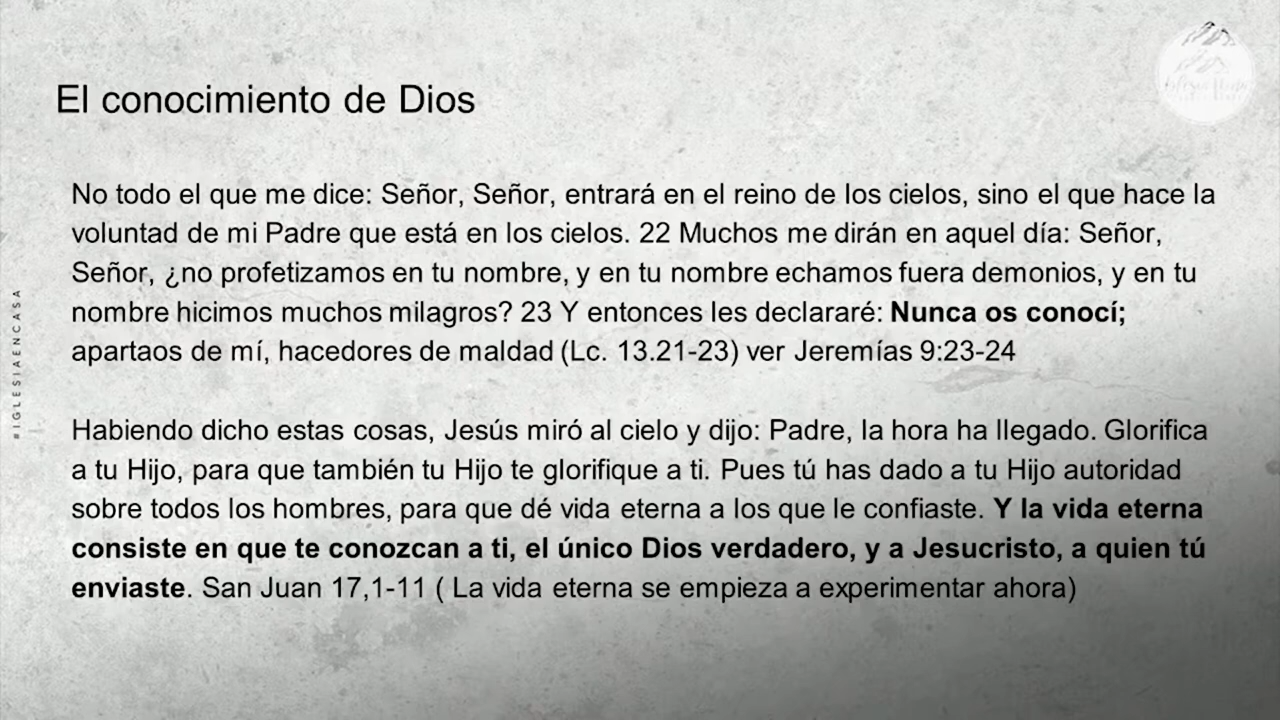 El conocimiento de Dios
No todo el que me dice: Señor, Señor, entrará en el reino de los cielos, sino el que hace la
voluntad de mi Padre que está en los cielos. 22 Muchos me dirán en aquel día: Señor,
Señor, ¿no profetizamos en tu nombre, y en tu nombre echamos fuera demonios, y en tu
nombre hicimos muchos milagros? 23 Y entonces les declararé: Nunca os conocí;
apartaos de mí, hacedores de maldad (Lc. 13.21-23) ver Jeremías 9:23-24
Habiendo dicho estas cosas, Jesús miró al cielo y dijo: Padre, la hora ha llegado. Glorifica
a tu Hijo, para que también tu Hijo te glorifique a ti. Pues tú has dado a tu Hijo autoridad
sobre todos los hombres, para que dé vida eterna a los que le confiaste. Y la vida eterna
consiste en que te conozcan a ti, el único Dios verdadero, y a Jesucristo, a quien tú
enviaste. San Juan 17,1-11 ( La vida eterna se empieza a experimentar ahora)
#IGLESIAENCASA